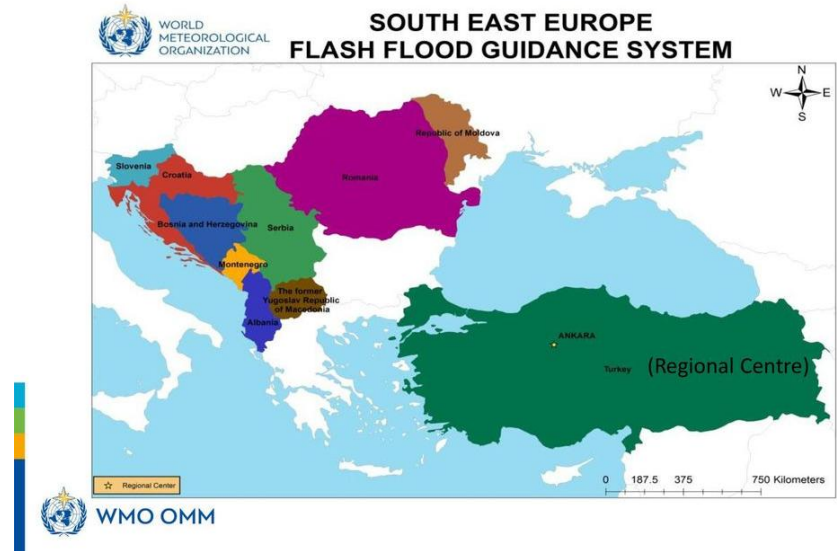 WORLD
METEOROLOGICAL
ORGANIZATION
SOUTH EAST EUROPE
FLASH FLOOD GUIDANCE SYSTEM
N
W E
S
Republic of Moldova
Slovenia
Croatia
Romania
Bosnia and Herzegovina
Serbia
Montenegro
The former
Yugoslav Republic
of Macedonia
Albania
ANKARA
Turkey (Regional Centre)
Regional Center
0 187.5 375 750 Kilometers
WMO OMM